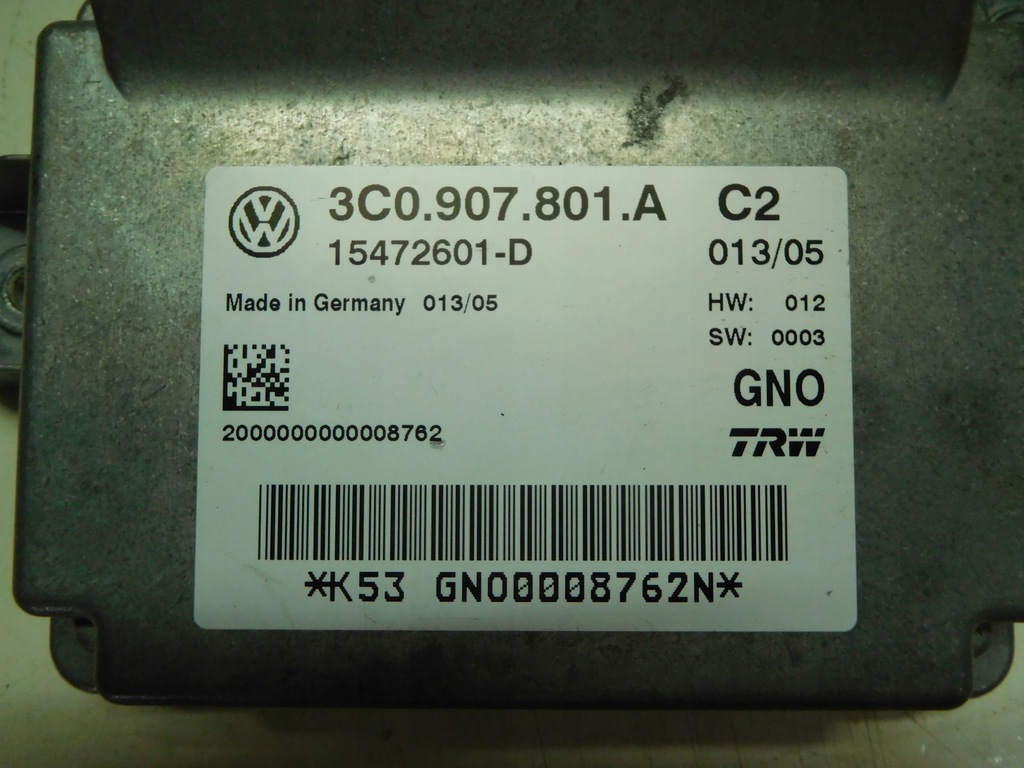 3C0.907.801.A C2
15472601-D 013/05
Made in Germany 013/05 HW: 012
SW: 0003
GNO
2000000000008762 TRW
*K53 GNO00008762N*